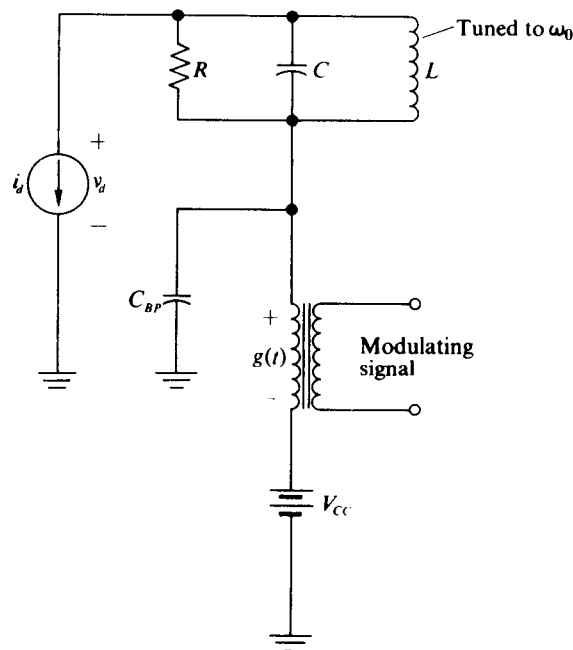 Tuned to ω₀
R
C
L
+
i_d
v_d
−
C_BP
+
g(t)
−
Modulating
signal
V_CC